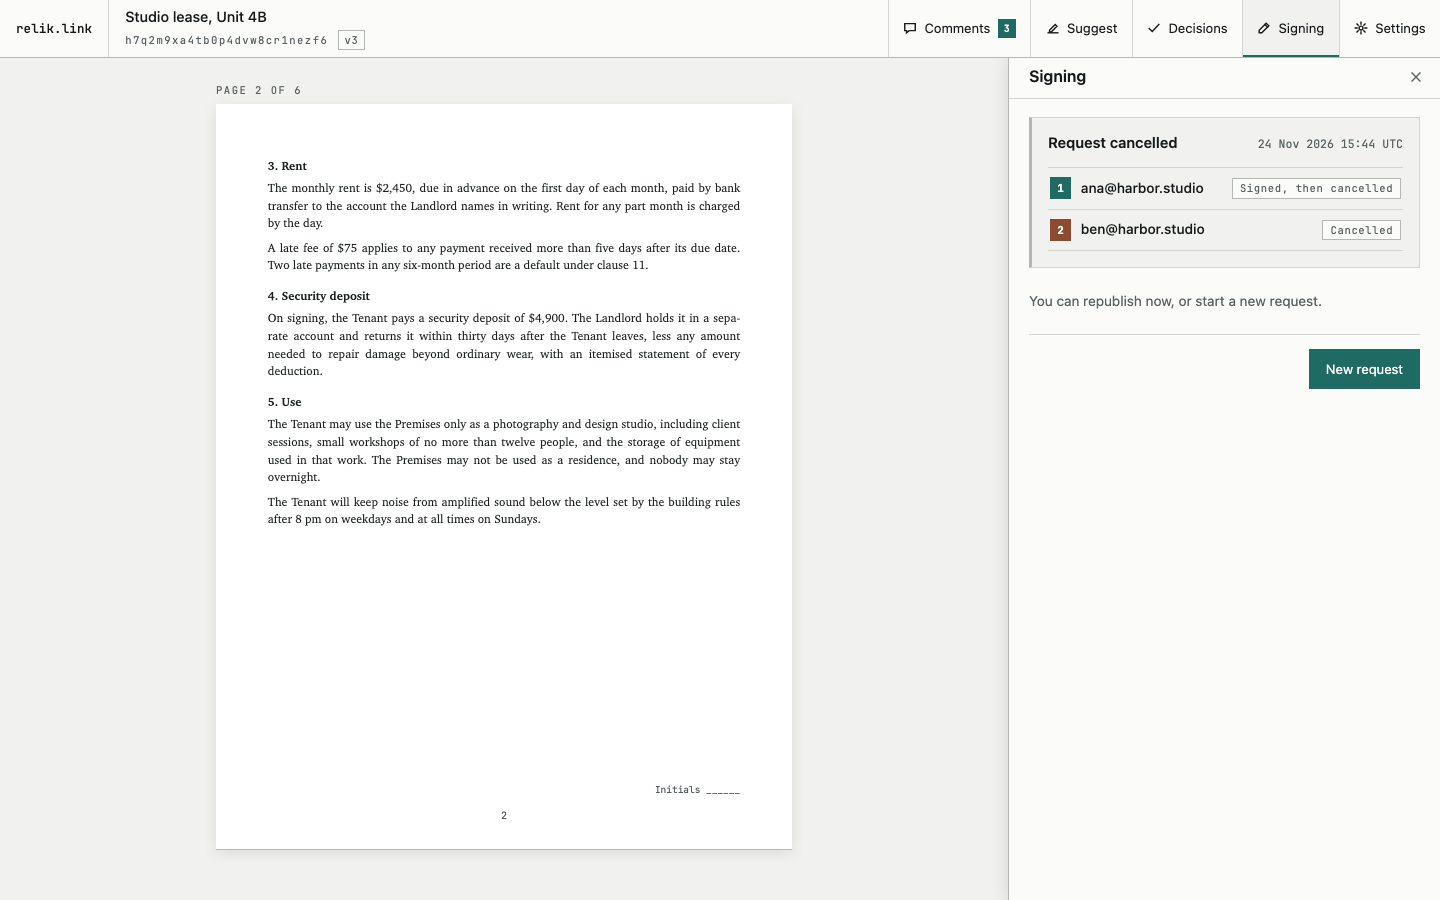 relik.link
Studio lease, Unit 4B
h7q2m9xa4tb0p4dvw8cr1nezf6 v3
Comments 3
Suggest
Decisions
Signing
Settings
PAGE 2 OF 6
3. Rent
The monthly rent is $2,450, due in advance on the first day of each month, paid by bank
transfer to the account the Landlord names in writing. Rent for any part month is charged
by the day.
A late fee of $75 applies to any payment received more than five days after its due date.
Two late payments in any six-month period are a default under clause 11.
4. Security deposit
On signing, the Tenant pays a security deposit of $4,900. The Landlord holds it in a sepa-
rate account and returns it within thirty days after the Tenant leaves, less any amount
needed to repair damage beyond ordinary wear, with an itemised statement of every
deduction.
5. Use
The Tenant may use the Premises only as a photography and design studio, including client
sessions, small workshops of no more than twelve people, and the storage of equipment
used in that work. The Premises may not be used as a residence, and nobody may stay
overnight.
The Tenant will keep noise from amplified sound below the level set by the building rules
after 8 pm on weekdays and at all times on Sundays.
Initials ______
2
Signing
Request cancelled 24 Nov 2026 15:44 UTC
1 ana@harbor.studio Signed, then cancelled
2 ben@harbor.studio Cancelled
You can republish now, or start a new request.
New request